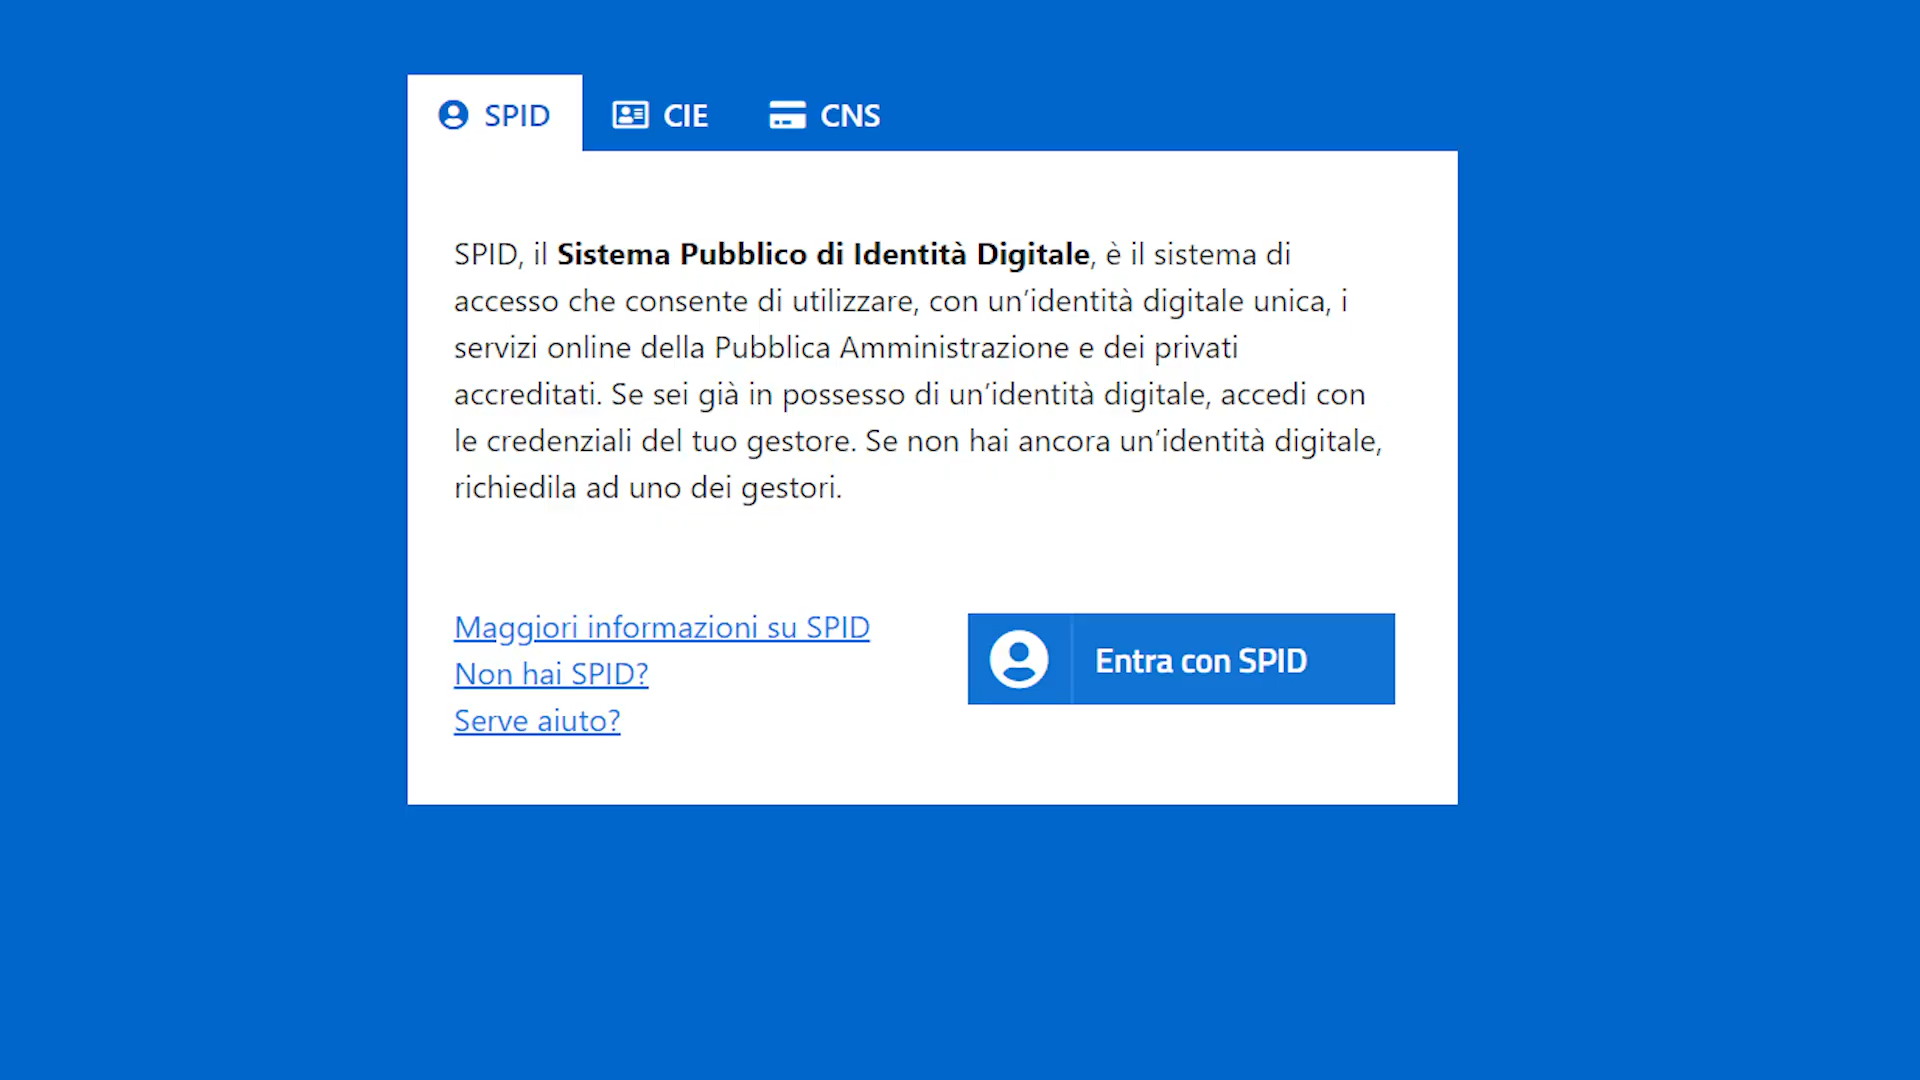 SPID CIE CNS
SPID, il Sistema Pubblico di Identità Digitale, è il sistema di
accesso che consente di utilizzare, con un’identità digitale unica, i
servizi online della Pubblica Amministrazione e dei privati
accreditati. Se sei già in possesso di un’identità digitale, accedi con
le credenziali del tuo gestore. Se non hai ancora un’identità digitale,
richiedila ad uno dei gestori.
Maggiori informazioni su SPID
Non hai SPID?
Serve aiuto?
Entra con SPID